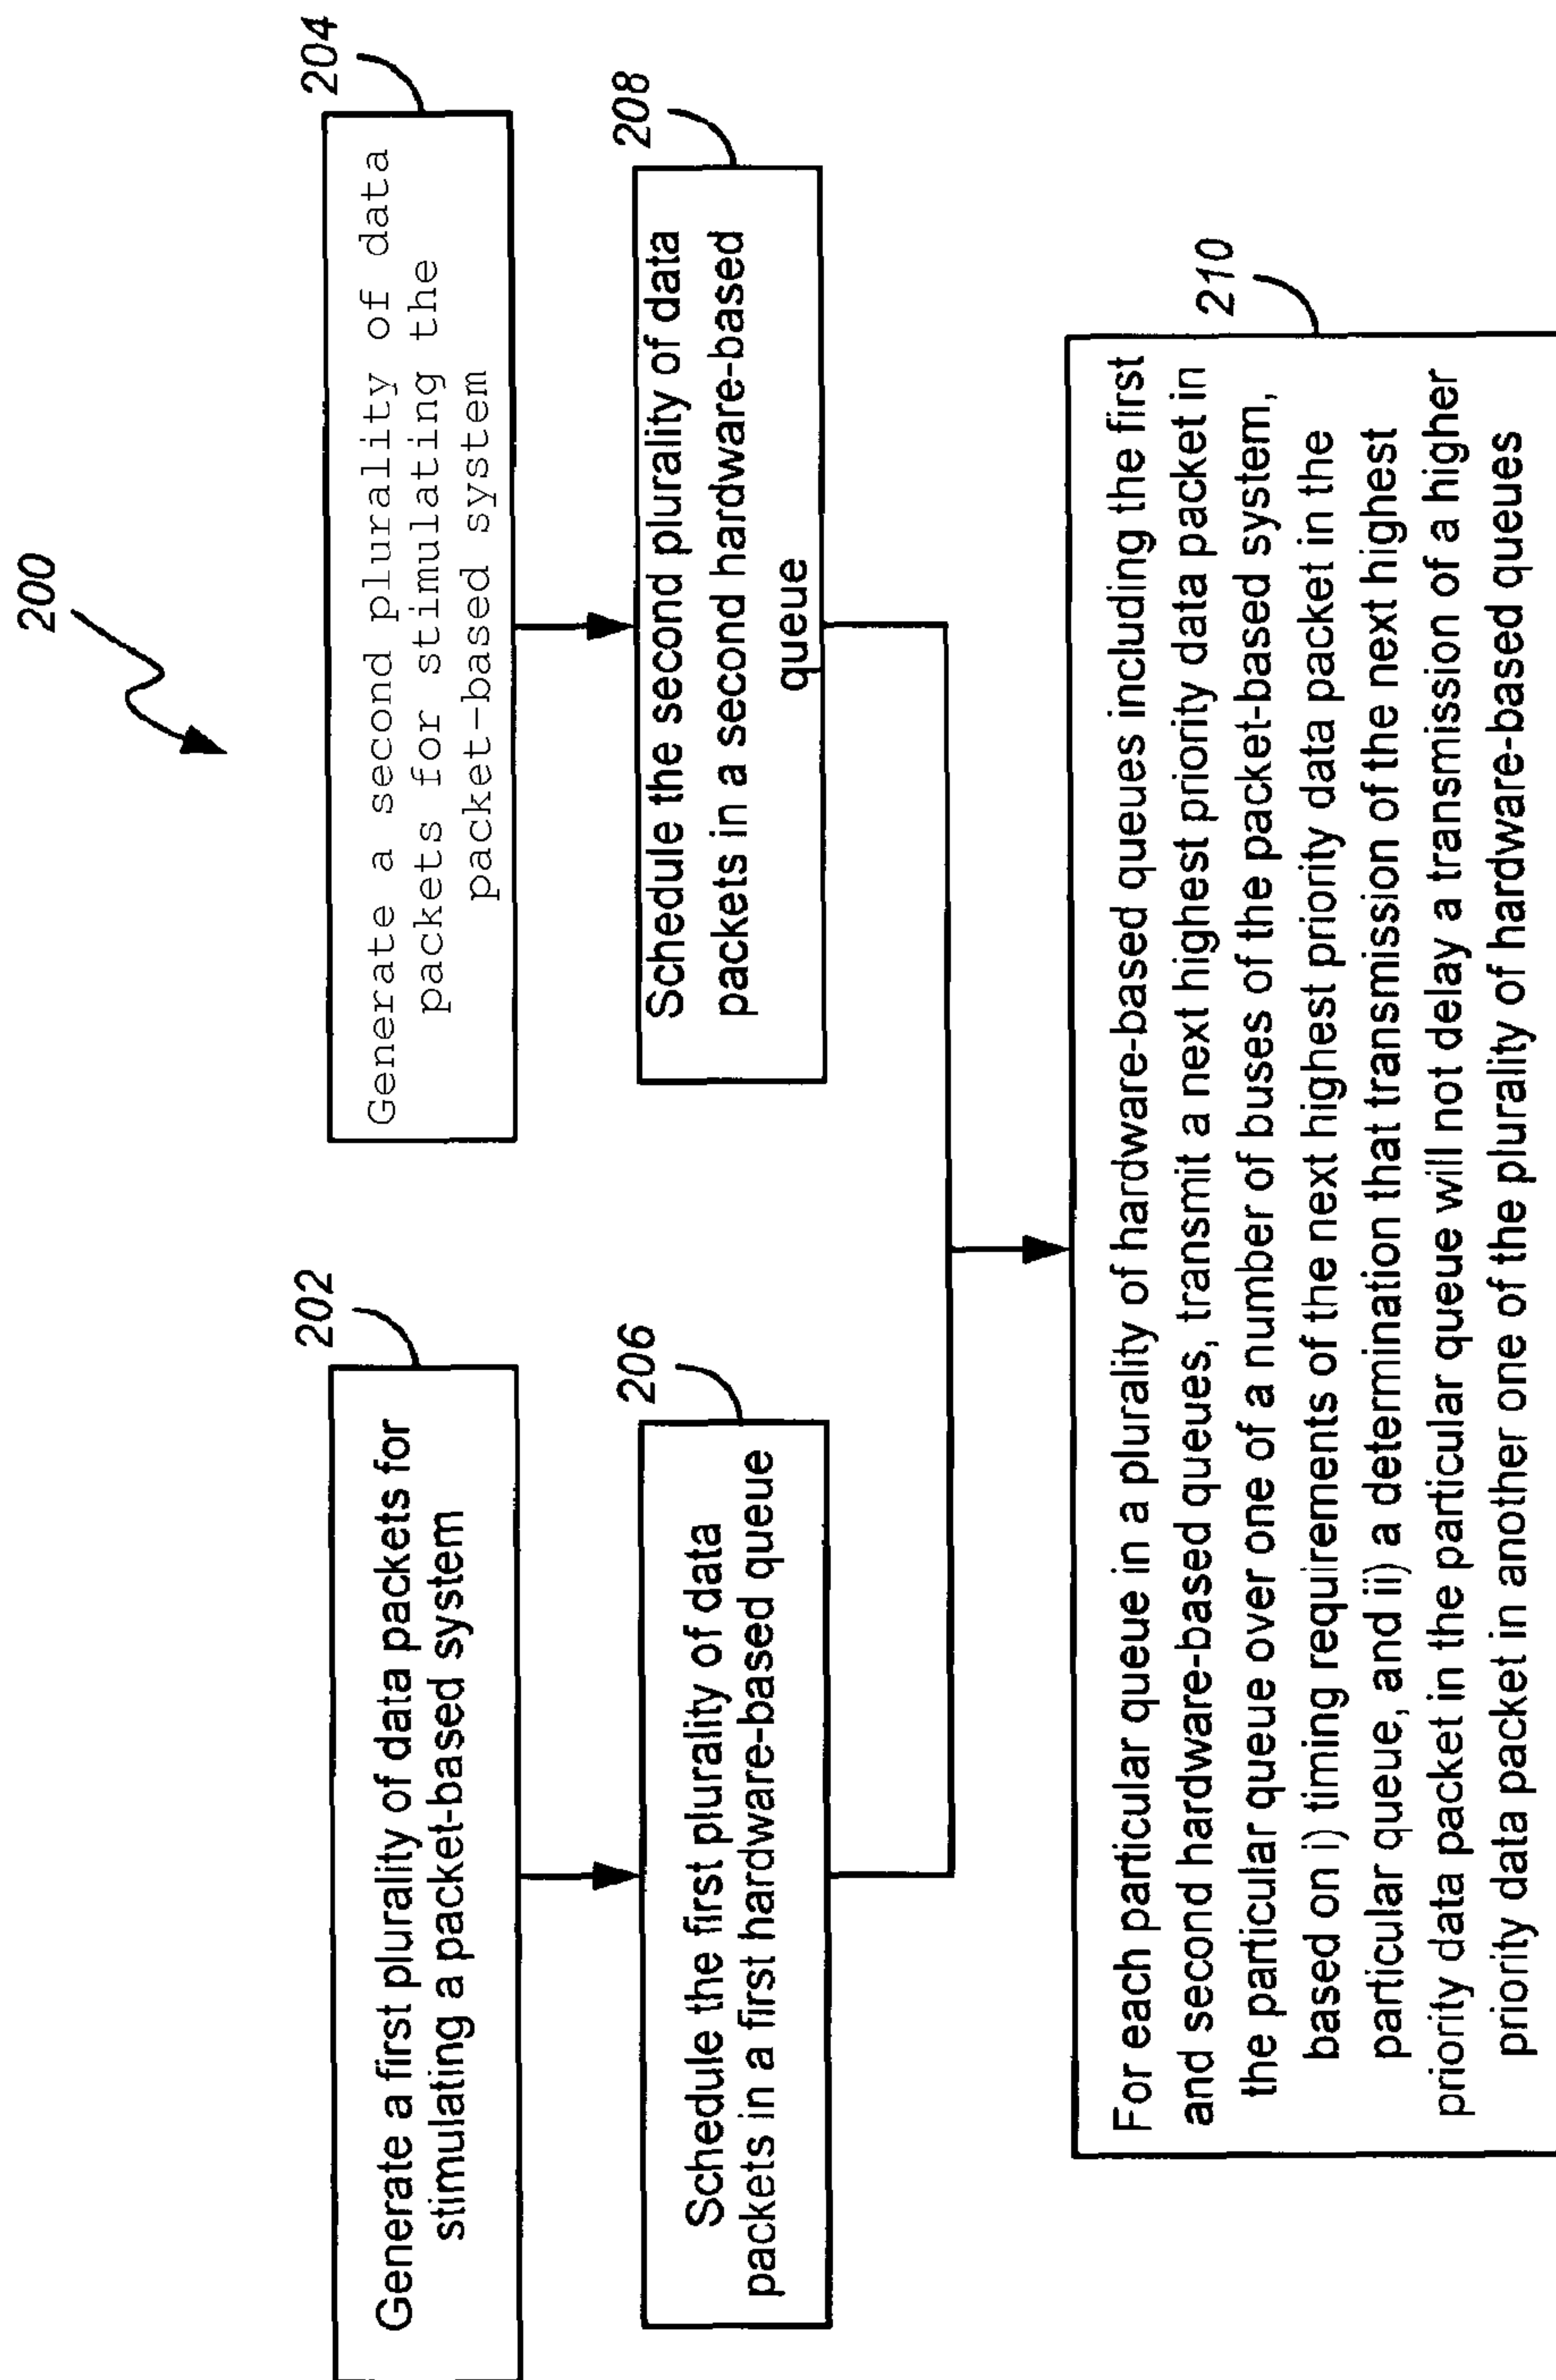 200
202
Generate a first plurality of data packets for
stimulating a packet-based system
204
Generate a second plurality of data
packets for stimulating the
packet-based system
206
Schedule the first plurality of data
packets in a first hardware-based queue
208
Schedule the second plurality of data
packets in a second hardware-based
queue
210
For each particular queue in a plurality of hardware-based queues including the first
and second hardware-based queues, transmit a next highest priority data packet in
the particular queue over one of a number of buses of the packet-based system,
based on i) timing requirements of the next highest priority data packet in the
particular queue, and ii) a determination that transmission of the next highest
priority data packet in the particular queue will not delay a transmission of a higher
priority data packet in another one of the plurality of hardware-based queues